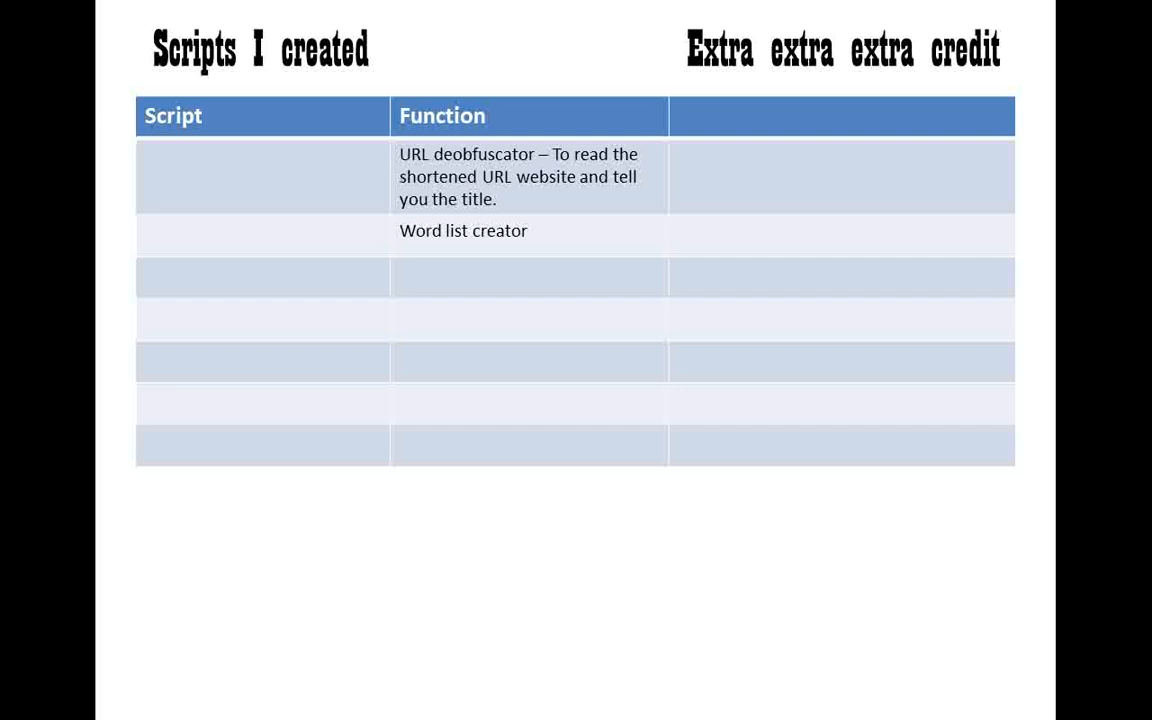 Scripts I created
Extra extra extra credit
Script
Function
URL deobfuscator – To read the
shortened URL website and tell
you the title.
Word list creator